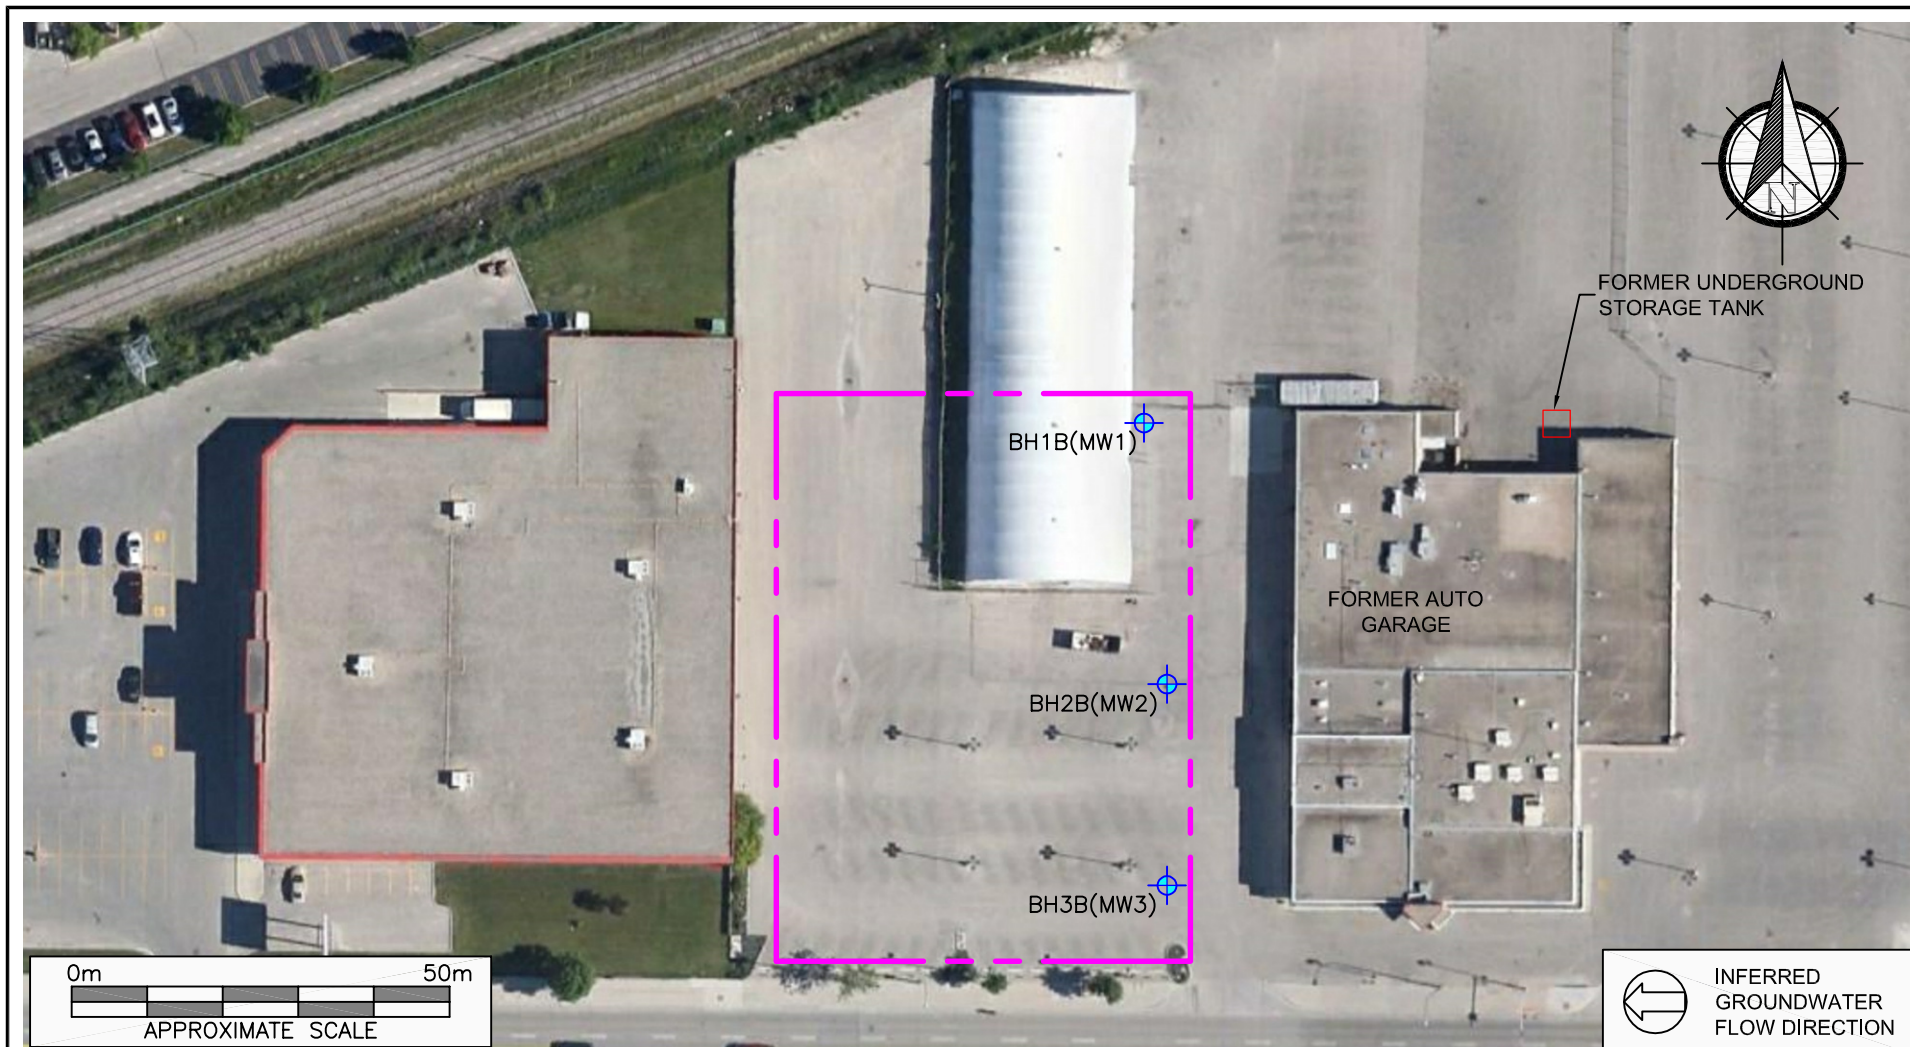 N
FORMER UNDERGROUND
STORAGE TANK
BH1B(MW1)
FORMER AUTO
GARAGE
BH2B(MW2)
BH3B(MW3)
0m 50m
APPROXIMATE SCALE
INFERRED
GROUNDWATER
FLOW DIRECTION